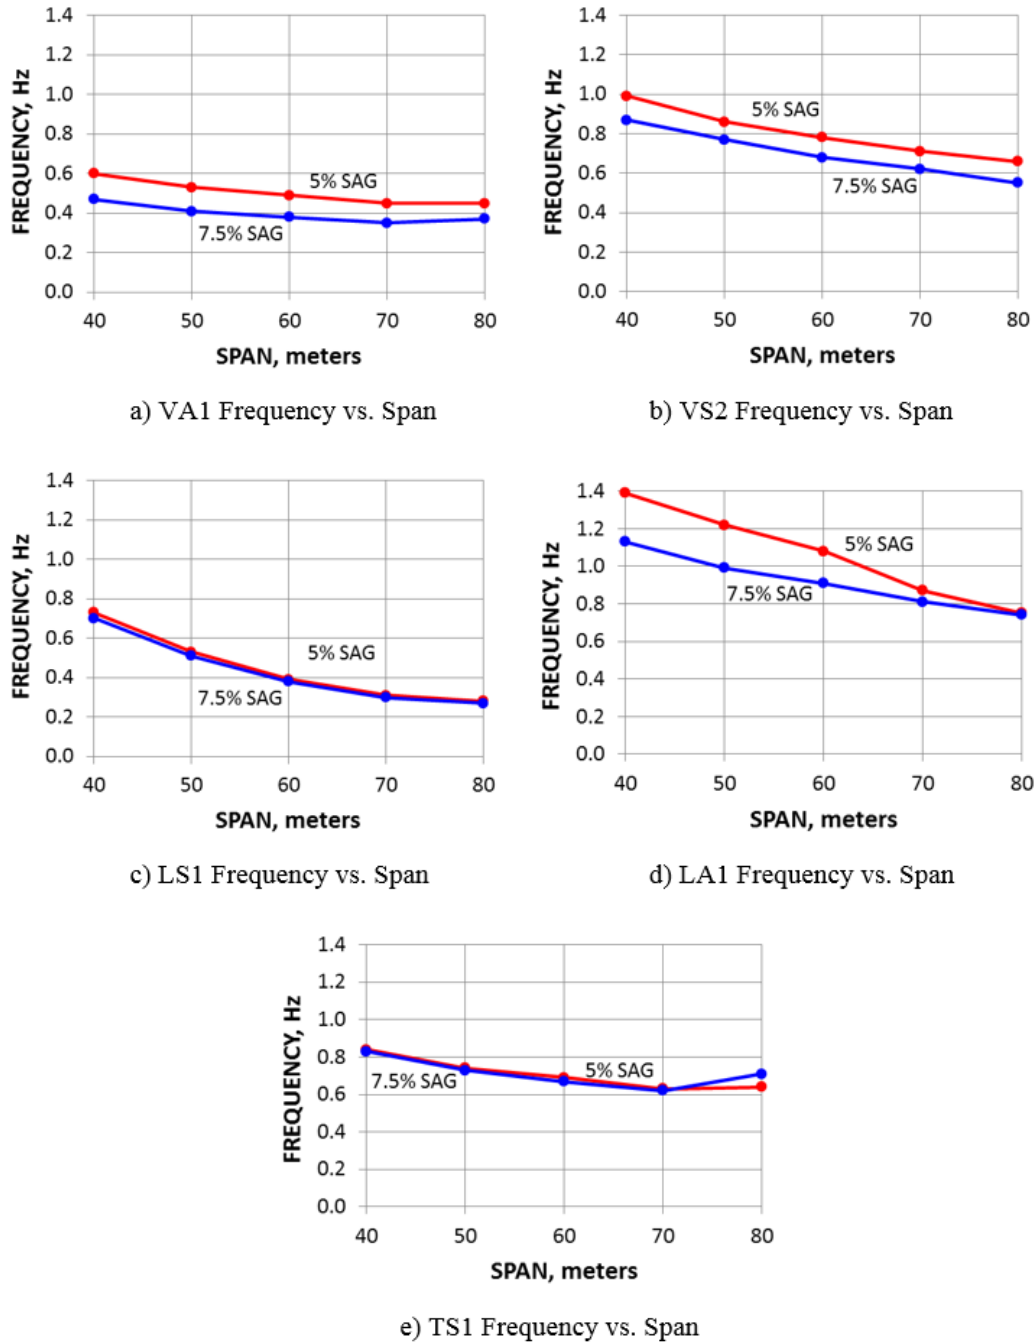 1.4
1.2
1.0
0.8
0.6
0.4
0.2
0.0
FREQUENCY, Hz
5% SAG
7.5% SAG
40 50 60 70 80
SPAN, meters
a) VA1 Frequency vs. Span
1.4
1.2
1.0
0.8
0.6
0.4
0.2
0.0
FREQUENCY, Hz
5% SAG
7.5% SAG
40 50 60 70 80
SPAN, meters
b) VS2 Frequency vs. Span
1.4
1.2
1.0
0.8
0.6
0.4
0.2
0.0
FREQUENCY, Hz
5% SAG
7.5% SAG
40 50 60 70 80
SPAN, meters
c) LS1 Frequency vs. Span
1.4
1.2
1.0
0.8
0.6
0.4
0.2
0.0
FREQUENCY, Hz
5% SAG
7.5% SAG
40 50 60 70 80
SPAN, meters
d) LA1 Frequency vs. Span
1.4
1.2
1.0
0.8
0.6
0.4
0.2
0.0
FREQUENCY, Hz
5% SAG
7.5% SAG
40 50 60 70 80
SPAN, meters
e) TS1 Frequency vs. Span